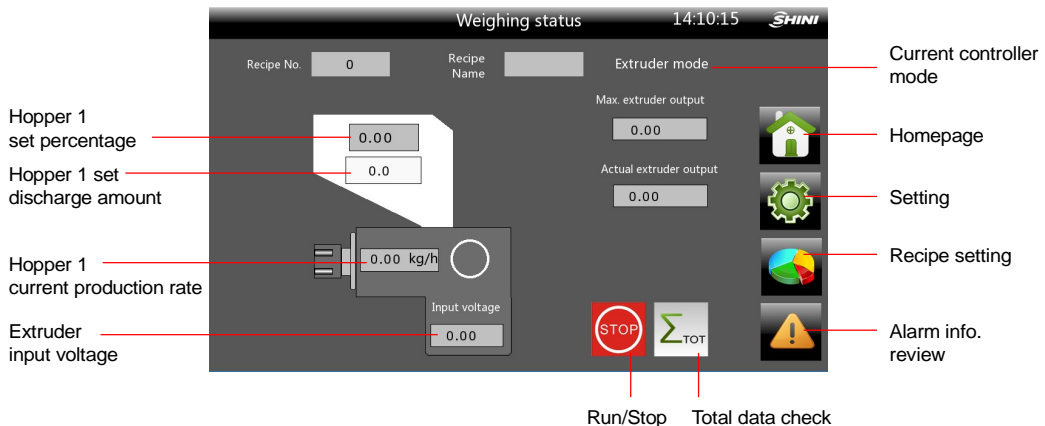 Weighing status
14:10:15
SHINI
Recipe No.
0
Recipe
Name
Extruder mode
Current controller
mode
Max. extruder output
0.00
Hopper 1
set percentage
0.00
Homepage
Hopper 1 set
discharge amount
0.0
Actual extruder output
0.00
Setting
Hopper 1
current production rate
0.00 kg/h
Recipe setting
Extruder
input voltage
Input voltage
0.00
STOP
ΣTOT
Alarm info.
review
Run/Stop
Total data check